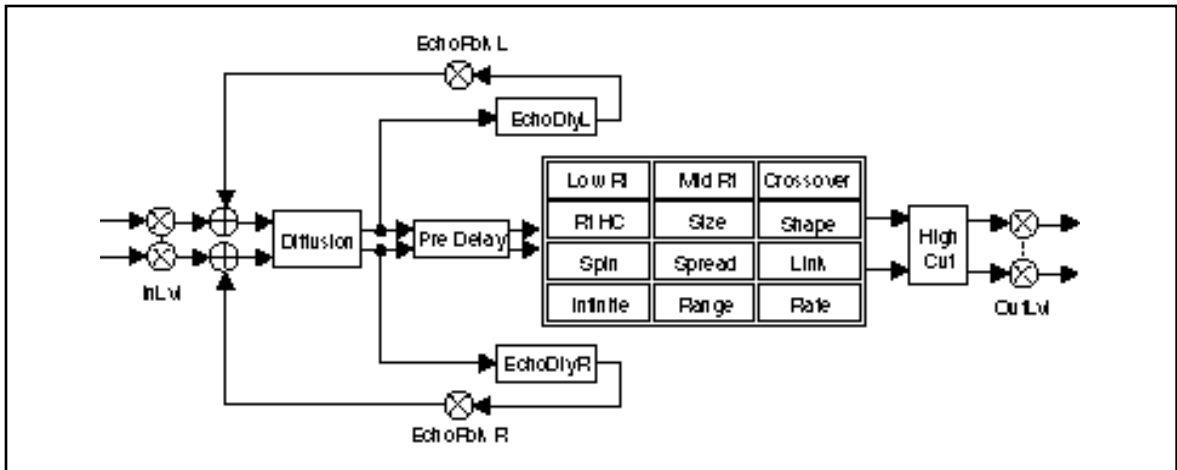 EchoFbk L
EchoDlyL
Low Rt Mid Rt Crossover
Rt HC Size Shape
Diffusion
Pre Delay
High
Cut
Spin Spread Link
InLvl
Infinite Range Rate
OutLvl
EchoDlyR
EchoFbk R